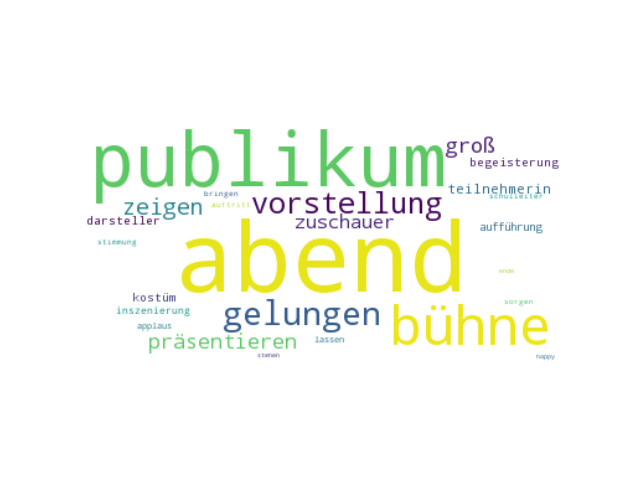 publikum
groß
begeisterung
teilnehmerin
schulleiter
bringen
zeigen
auftritt
vorstellung
darsteller
zuschauer
aufführung
abend
stimmung
ende
kostüm
sorgen
inszenierung
gelungen
bühne
applaus
präsentieren
lassen
stehen
happy